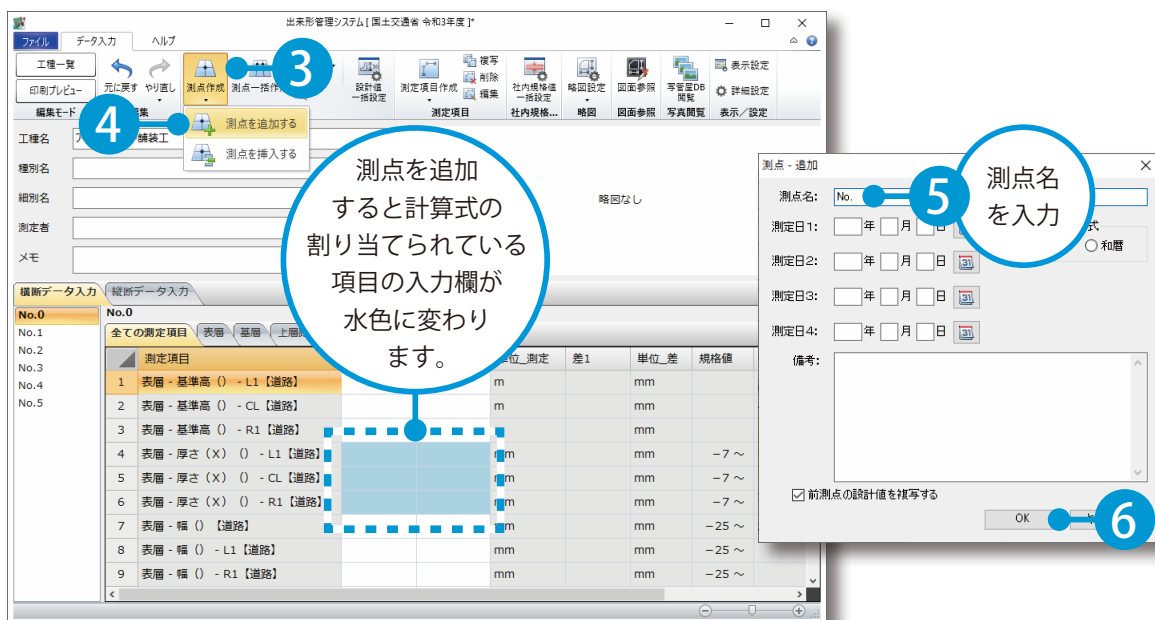 出来形管理システム [ 国土交通省 令和3年度 ]*
ファイル データ入力 ヘルプ
工種一覧
印刷プレビュー
編集モード
元に戻す やり直し
集
測点作成
測点一括作
3
設計値
一括設定
測定項目作成
複写
削除
編集
測定項目
社内規格値
一括設定
社内規格...
略図設定
略図
図面参照
図面参照
写管屋DB
閲覧
写真閲覧
表示設定
詳細設定
表示/設定
4
測点を追加する
測点を挿入する
工種名
舗装工
種別名
細別名
測定者
メモ
略図なし
測点を追加
すると計算式の
割り当てられている
項目の入力欄が
水色に変わり
ます。
横断データ入力 縦断データ入力
No.0
No.1
No.2
No.3
No.4
No.5
No.0
全ての測定項目 表層 基層 上層
測定項目 単位_測定 差1 単位_差 規格値
1 表層 - 基準高（） - L1【道路】 m mm
2 表層 - 基準高（） - CL【道路】 m mm
3 表層 - 基準高（） - R1【道路】 mm
4 表層 - 厚さ（X）（） - L1【道路】 mm mm －7～
5 表層 - 厚さ（X）（） - CL【道路】 mm mm －7～
6 表層 - 厚さ（X）（） - R1【道路】 mm mm －7～
7 表層 - 幅（）【道路】 mm mm －25～
8 表層 - 幅（） - L1【道路】 mm mm －25～
9 表層 - 幅（） - R1【道路】 mm mm －25～
測点 - 追加
測点名: No.
5
測点名
を入力
測定日1: 年 月 日
式
和暦
測定日2: 年 月 日 31
測定日3: 年 月 日 31
測定日4: 年 月 日 31
備考:
前測点の設計値を複写する
OK
6